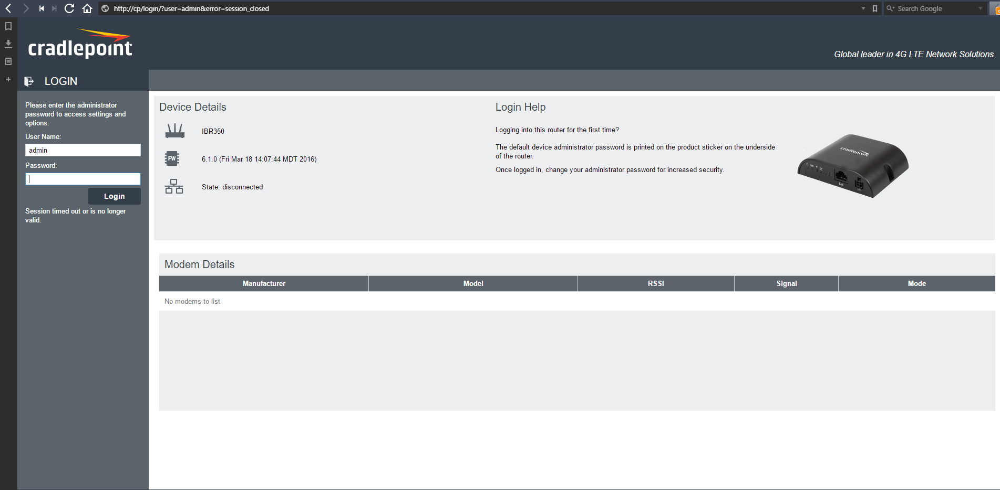 http://cp/login/?user=admin&error=session_closed
Search Google
cradlepoint
Global leader in 4G LTE Network Solutions
LOGIN
Please enter the administrator
password to access settings and
options.
User Name:
admin
Password:
Login
Session timed out or is no longer
valid.
Device Details
IBR350
FW
6.1.0 (Fri Mar 18 14:07:44 MDT 2016)
State: disconnected
Login Help
Logging into this router for the first time?
The default device administrator password is printed on the product sticker on the underside
of the router.
Once logged in, change your administrator password for increased security.
cradlepoint
LAN
Modem Details
Manufacturer Model RSSI Signal Mode
No modems to list